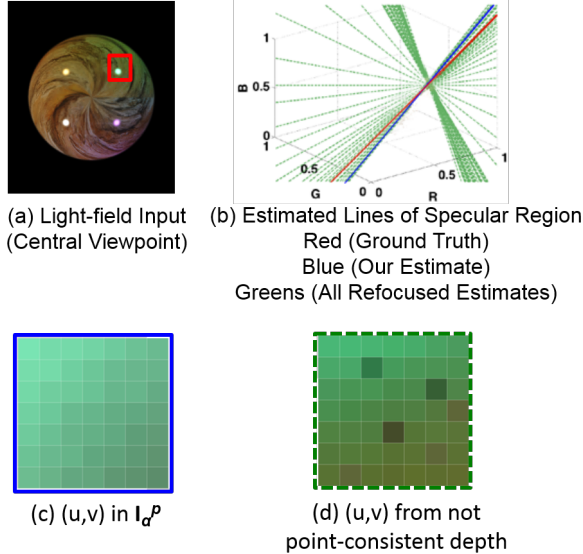 (a) Light-field Input
(Central Viewpoint)
1
B
0.5
0
1
0.5
G
0
0
0.5
R
1
(b) Estimated Lines of Specular Region
Red (Ground Truth)
Blue (Our Estimate)
Greens (All Refocused Estimates)
(c) (u,v) in Iαᵖ
(d) (u,v) from not
point-consistent depth